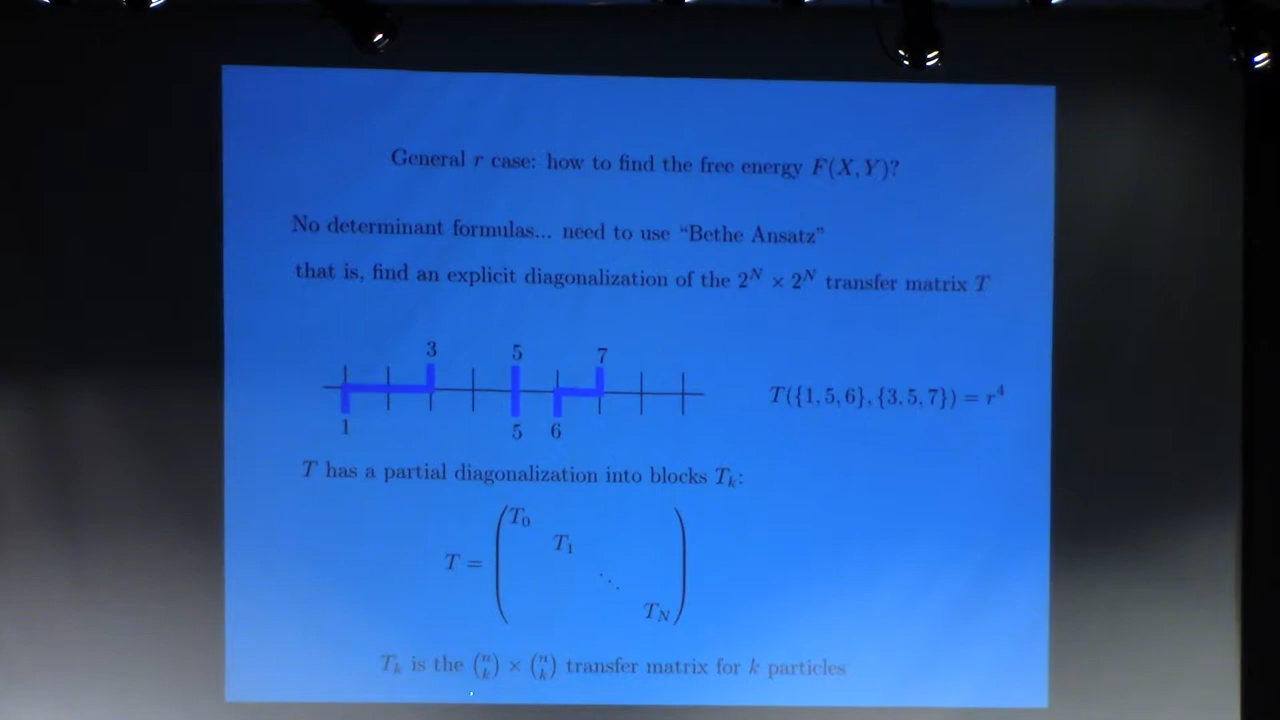 General r case: how to find the free energy F(X, Y)?
No determinant formulas... need to use “Bethe Ansatz”
that is, find an explicit diagonalization of the 2^N × 2^N transfer matrix T
3 5 7
T({1, 5, 6}, {3, 5, 7}) = r^4
1 5 6
T has a partial diagonalization into blocks T_k:
T_0
T_1
T =
⋱
T_N
T_k is the (n k) × (n k) transfer matrix for k particles